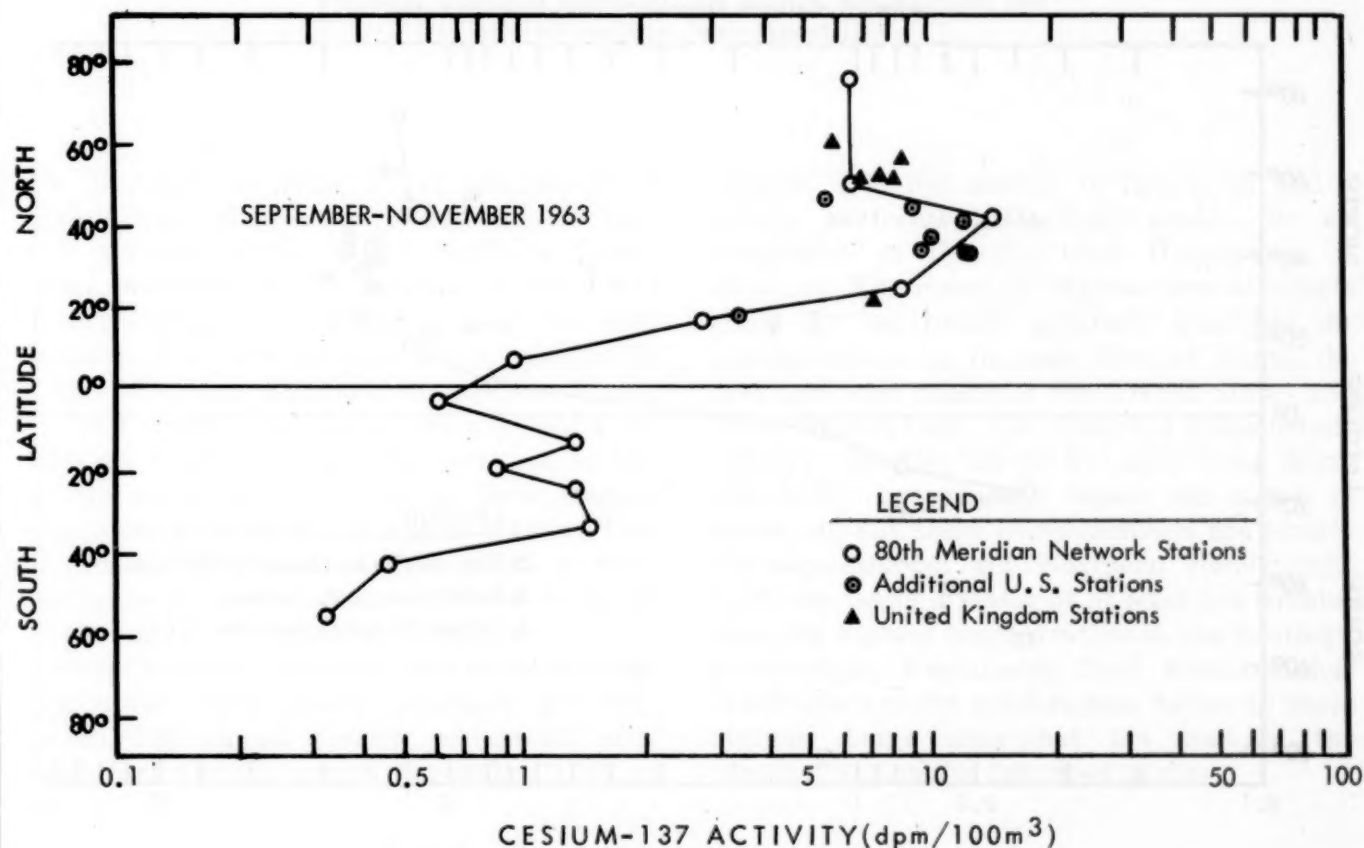 80°
60°
40°
20°
0°
20°
40°
60°
80°
NORTH
LATITUDE
SOUTH
SEPTEMBER-NOVEMBER 1963
LEGEND
80th Meridian Network Stations
Additional U. S. Stations
United Kingdom Stations
0.1 0.5 1 5 10 50 100
CESIUM-137 ACTIVITY(dpm/100m³)